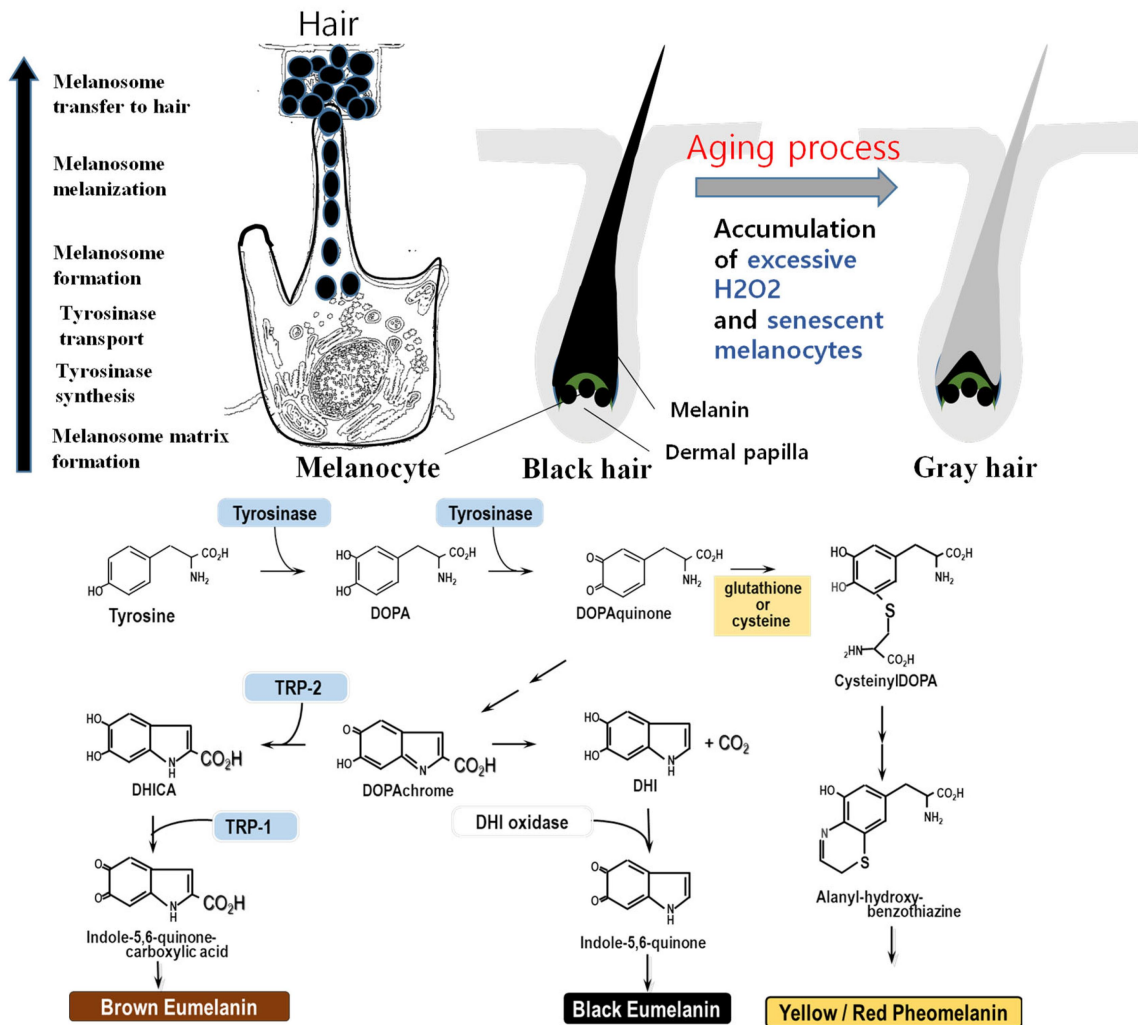 Hair
Melanosome
transfer to hair
Melanosome
melanization
Melanosome
formation
Tyrosinase
transport
Tyrosinase
synthesis
Melanosome matrix
formation
Melanocyte
Black hair
Melanin
Dermal papilla
Aging process
Accumulation
of excessive
H2O2
and senescent
melanocytes
Gray hair
Tyrosinase
Tyrosinase
HO
CO₂H
NH₂
Tyrosine
HO
HO
CO₂H
NH₂
DOPA
O
O
CO₂H
NH₂
DOPAquinone
glutathione
or
cysteine
HO
HO
CO₂H
NH₂
S
₂HN
CO₂H
CysteinylDOPA
TRP-2
HO
HO
N
H
CO₂H
DHICA
O
HO
N
CO₂H
DOPAchrome
HO
HO
N
H
+ CO₂
DHI
TRP-1
DHI oxidase
HO
N
S
CO₂H
NH₂
Alanyl-hydroxy-
benzothiazine
O
O
N
H
CO₂H
Indole-5,6-quinone-
carboxylic acid
O
O
N
H
Indole-5,6-quinone
Brown Eumelanin
Black Eumelanin
Yellow / Red Pheomelanin